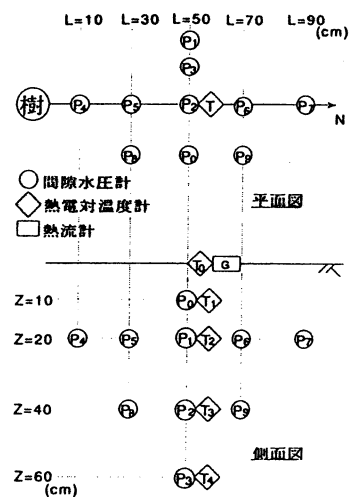 L=10 L=30 L=50 L=70 L=90
(cm)
P1
P3
樹 P4 P5 P2 T P6 P7
N
P8 P0 P9
間隙水圧計
熱電対温度計
熱流計
平面図
T0 G
Z=10 P0 T1
Z=20 P4 P5 P1 T2 P6 P7
Z=40 P8 P2 T3 P9
側面図
Z=60 P3 T4
(cm)